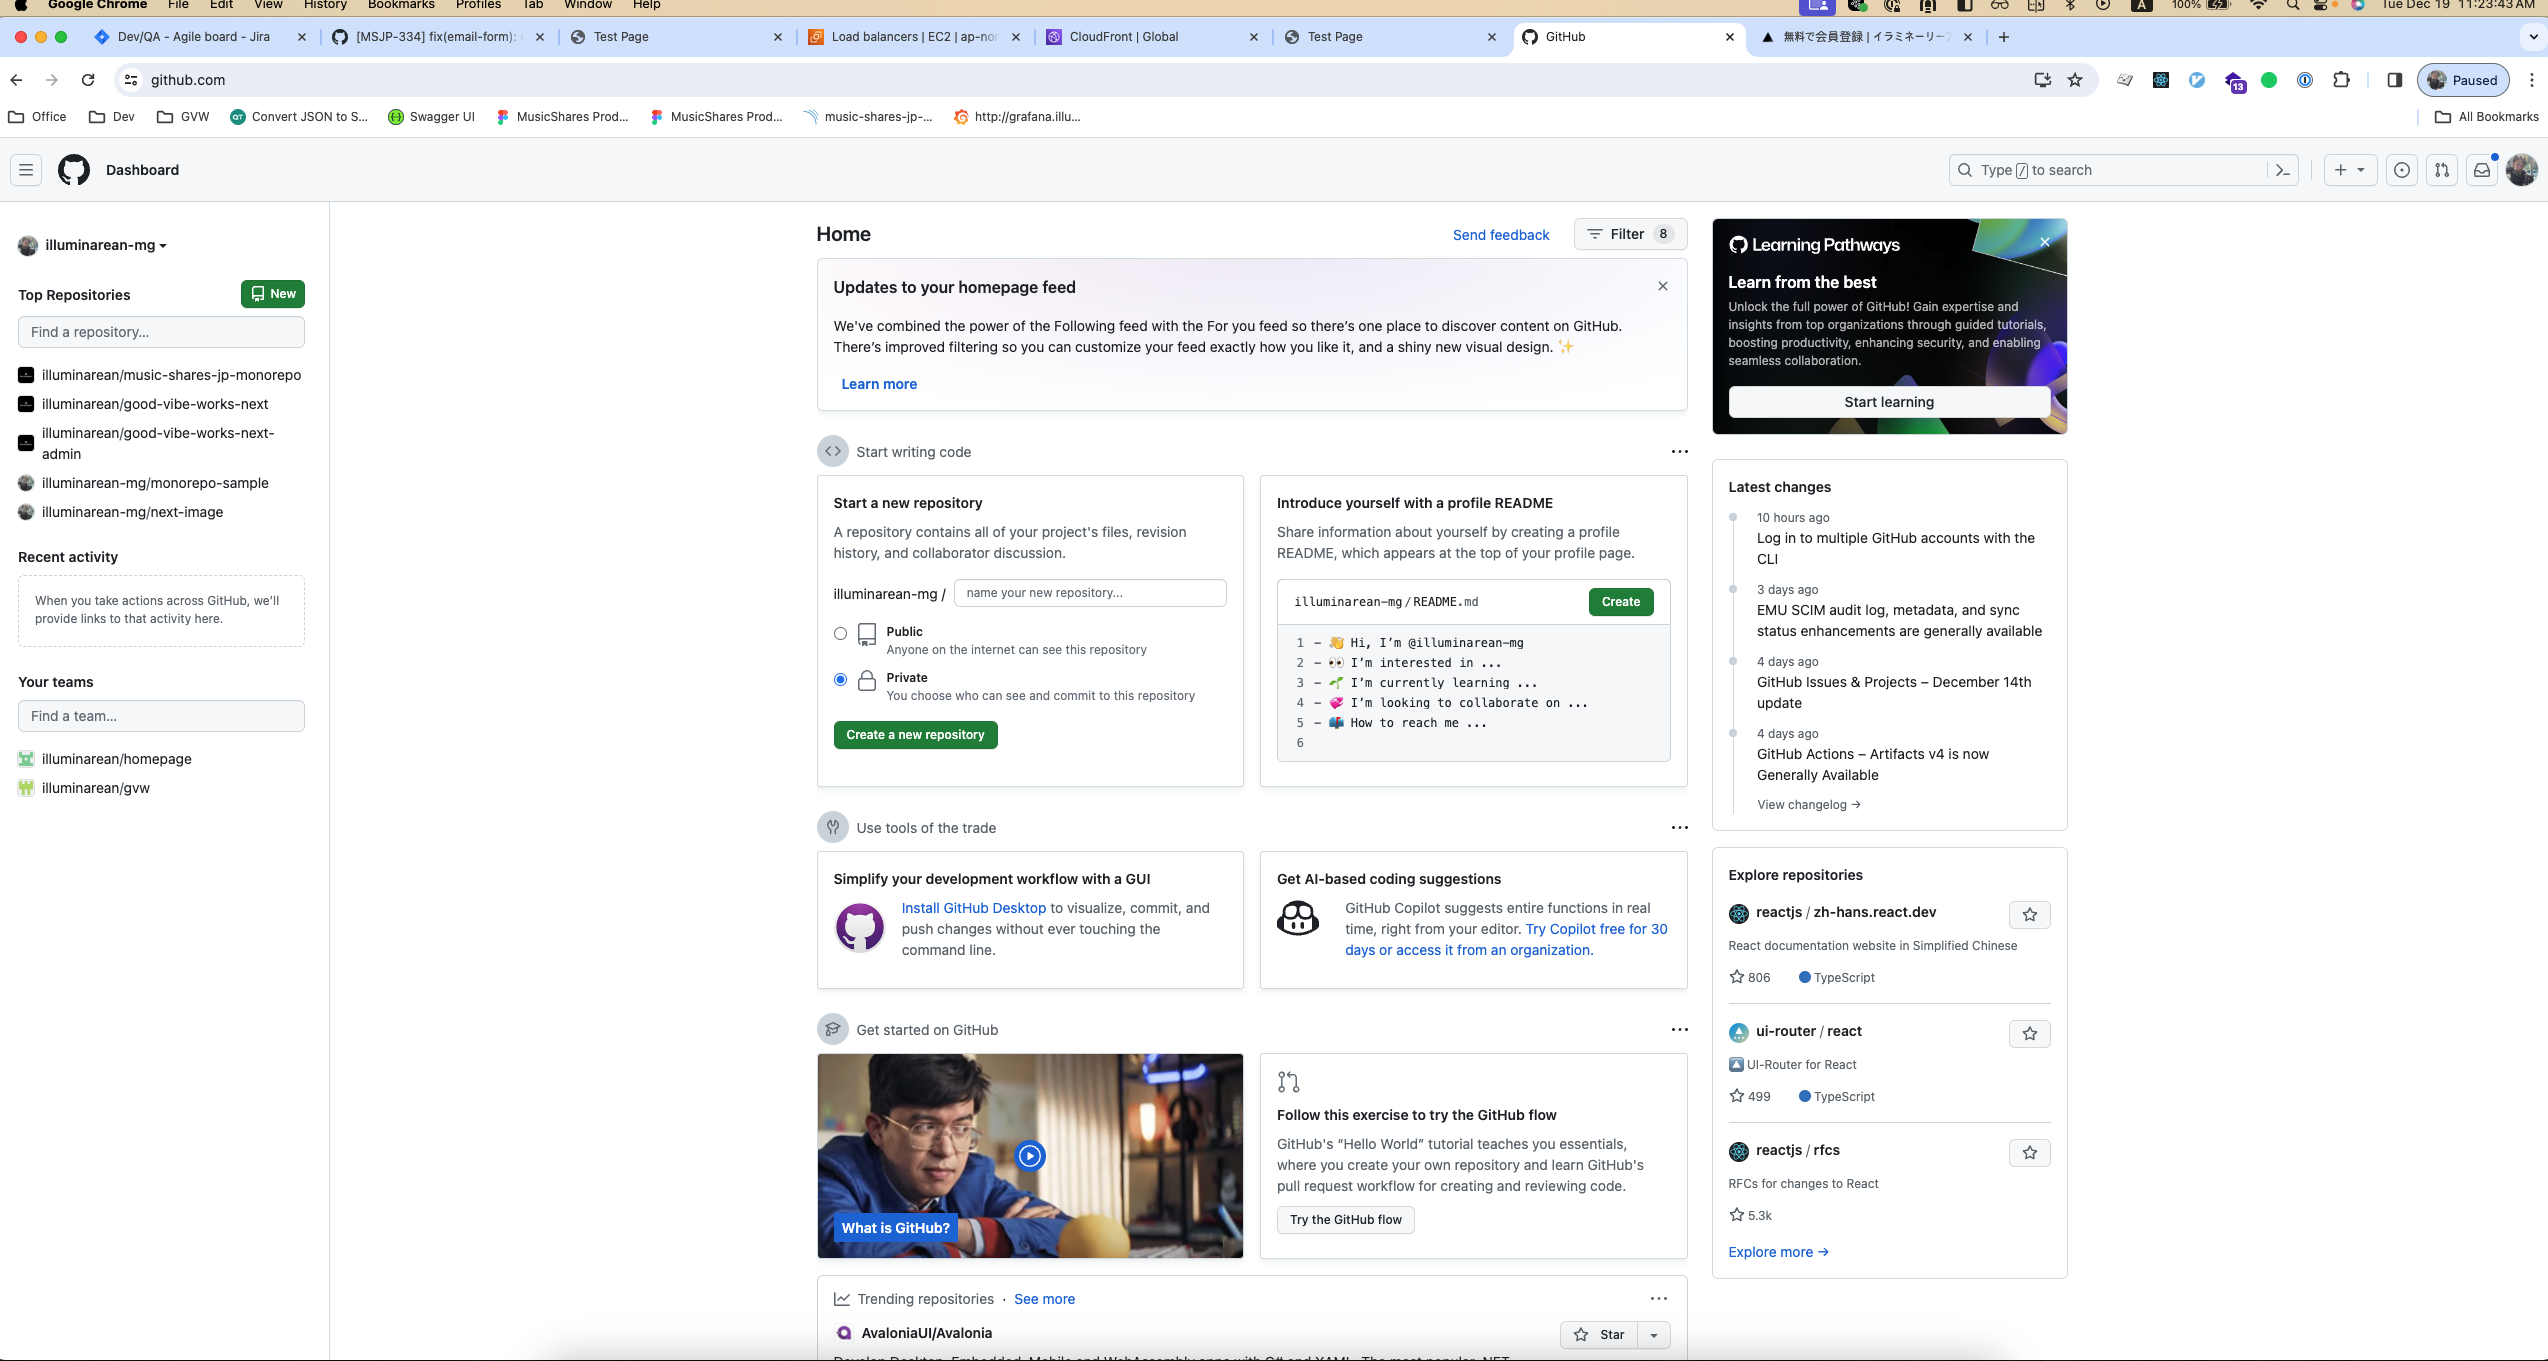 Google Chrome File Edit View History Bookmarks Profiles Tab Window Help
A 100% Tue Dec 19 11:23:43 AM
Dev/QA - Agile board - Jira
[MSJP-334] fix(email-form):
Test Page
Load balancers | EC2 | ap-nor
CloudFront | Global
Test Page
GitHub
無料で会員登録 | イラミネーリー
github.com
13
Paused
Office
Dev
GVW
Convert JSON to S...
Swagger UI
MusicShares Prod...
MusicShares Prod...
music-shares-jp-...
http://grafana.illu...
All Bookmarks
Dashboard
Type / to search
illuminarean-mg
Top Repositories
New
Find a repository...
illuminarean/music-shares-jp-monorepo
illuminarean/good-vibe-works-next
illuminarean/good-vibe-works-next-
admin
illuminarean-mg/monorepo-sample
illuminarean-mg/next-image
Recent activity
When you take actions across GitHub, we’ll
provide links to that activity here.
Your teams
Find a team...
illuminarean/homepage
illuminarean/gvw
Home
Send feedback
Filter 8
Updates to your homepage feed
We've combined the power of the Following feed with the For you feed so there’s one place to discover content on GitHub.
There’s improved filtering so you can customize your feed exactly how you like it, and a shiny new visual design. ✨
Learn more
Start writing code
Start a new repository
A repository contains all of your project's files, revision
history, and collaborator discussion.
illuminarean-mg /
name your new repository...
Public
Anyone on the internet can see this repository
Private
You choose who can see and commit to this repository
Create a new repository
Introduce yourself with a profile README
Share information about yourself by creating a profile
README, which appears at the top of your profile page.
illuminarean-mg/README.md
Create
1 - 👋 Hi, I’m @illuminarean-mg
2 - 👀 I’m interested in ...
3 - 🌱 I’m currently learning ...
4 - 💞️ I’m looking to collaborate on ...
5 - 📫 How to reach me ...
6
Use tools of the trade
Simplify your development workflow with a GUI
Install GitHub Desktop to visualize, commit, and
push changes without ever touching the
command line.
Get AI-based coding suggestions
GitHub Copilot suggests entire functions in real
time, right from your editor. Try Copilot free for 30
days or access it from an organization.
Get started on GitHub
What is GitHub?
Follow this exercise to try the GitHub flow
GitHub's “Hello World” tutorial teaches you essentials,
where you create your own repository and learn GitHub's
pull request workflow for creating and reviewing code.
Try the GitHub flow
Trending repositories · See more
AvaloniaUI/Avalonia
Star
Develop Desktop, Embedded, Mobile and WebAssembly apps with C# and XAML. The most popular .NET
Learning Pathways
Learn from the best
Unlock the full power of GitHub! Gain expertise and
insights from top organizations through guided tutorials,
boosting productivity, enhancing security, and enabling
seamless collaboration.
Start learning
Latest changes
10 hours ago
Log in to multiple GitHub accounts with the
CLI
3 days ago
EMU SCIM audit log, metadata, and sync
status enhancements are generally available
4 days ago
GitHub Issues & Projects – December 14th
update
4 days ago
GitHub Actions – Artifacts v4 is now
Generally Available
View changelog →
Explore repositories
reactjs / zh-hans.react.dev
React documentation website in Simplified Chinese
806
TypeScript
ui-router / react
UI-Router for React
499
TypeScript
reactjs / rfcs
RFCs for changes to React
5.3k
Explore more →